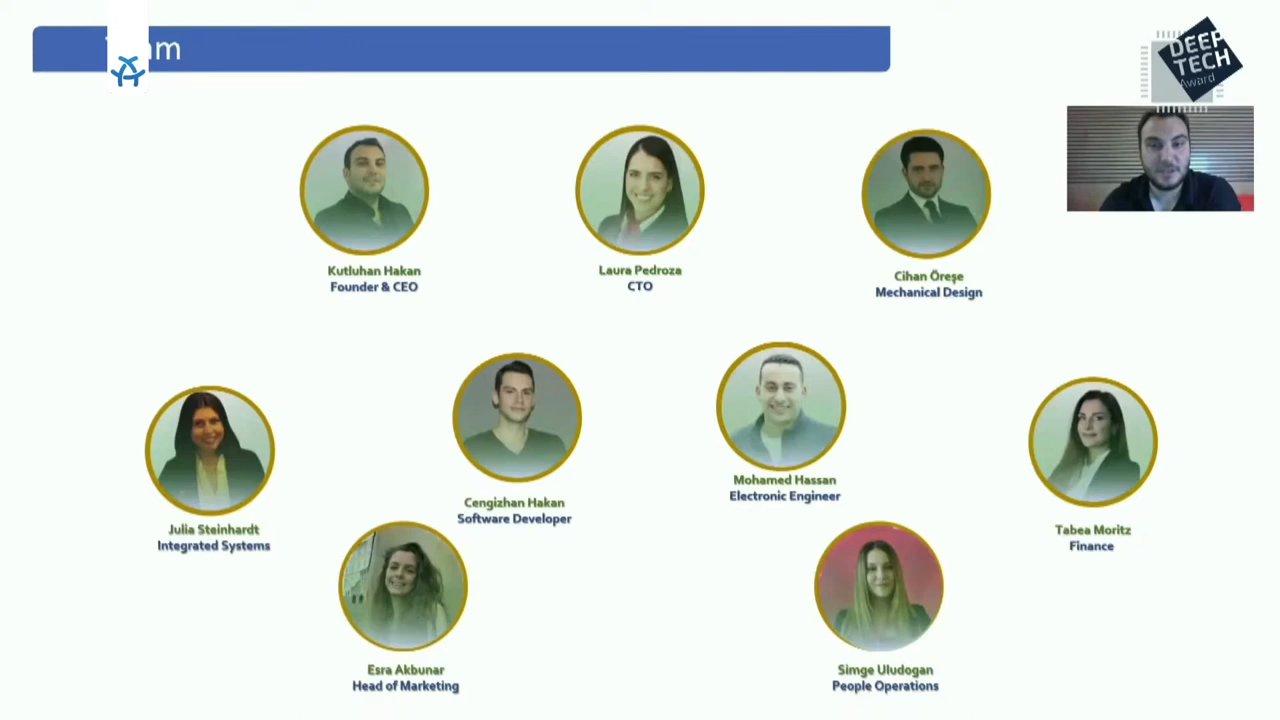 Team
DEEP
TECH
Award
Kutluhan Hakan
Founder & CEO
Laura Pedroza
CTO
Cihan Öreşe
Mechanical Design
Julia Steinhardt
Integrated Systems
Cengizhan Hakan
Software Developer
Mohamed Hassan
Electronic Engineer
Tabea Moritz
Finance
Esra Akbunar
Head of Marketing
Simge Uludogan
People Operations